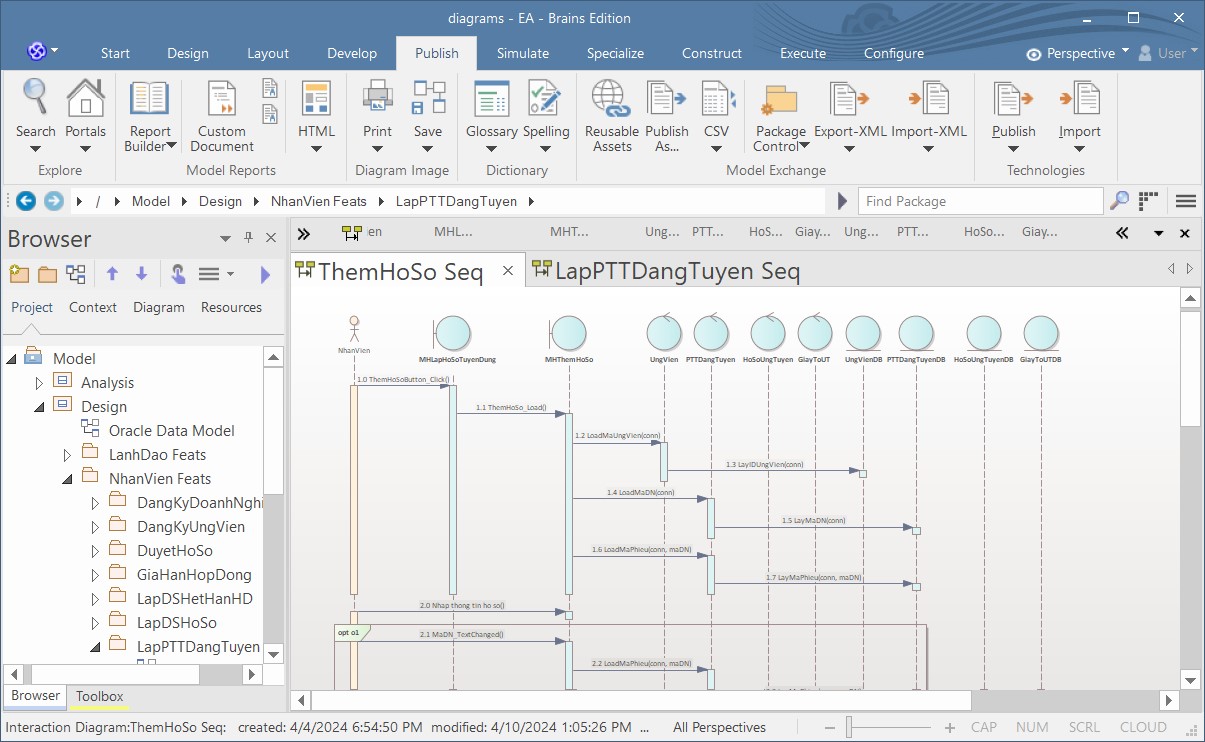 diagrams - EA - Brains Edition
Start Design Layout Develop Publish Simulate Specialize Construct Execute Configure Perspective User
Search Portals Report Builder Custom Document HTML Print Save Glossary Spelling Reusable Assets Publish As... CSV Package Control Export-XML Import-XML Publish Import
Explore Model Reports Diagram Image Dictionary Model Exchange Technologies
/ Model Design NhanVien Feats LapPTTDangTuyen Find Package
Browser
ien MHL... MHT... Ung... PTT... HoS... Giay... Ung... PTT... HoSo... Giay...
ThemHoSo Seq LapPTTDangTuyen Seq
Project Context Diagram Resources
Model
Analysis
Design
Oracle Data Model
LanhDao Feats
NhanVien Feats
DangKyDoanhNghi
DangKyUngVien
DuyetHoSo
GiaHanHopDong
LapDSHetHanHD
LapDSHoSo
LapPTTDangTuyen
Browser Toolbox
NhanVien MHLapHoSoTuyenDung MHThemHoSo UngVien PTTDangTuyen HoSoUngTuyen GiayToUT UngVienDB PTTDangTuyenDB HoSoUngTuyenDB GiayToUTDB
1.0 ThemHoSoButton_Click()
1.1 ThemHoSo_Load()
1.2 LoadMaUngVien(conn)
1.3 LayIDUngVien(conn)
1.4 LoadMaDN(conn)
1.5 LayMaDN(conn)
1.6 LoadMaPhieu(conn, maDN)
1.7 LayMaPhieu(conn, maDN)
2.0 Nhap thong tin ho so()
opt o1
2.1 MaDN_TextChanged()
2.2 LoadMaPhieu(conn, maDN)
Interaction Diagram:ThemHoSo Seq: created: 4/4/2024 6:54:50 PM modified: 4/10/2024 1:05:26 PM ... All Perspectives CAP NUM SCRL CLOUD